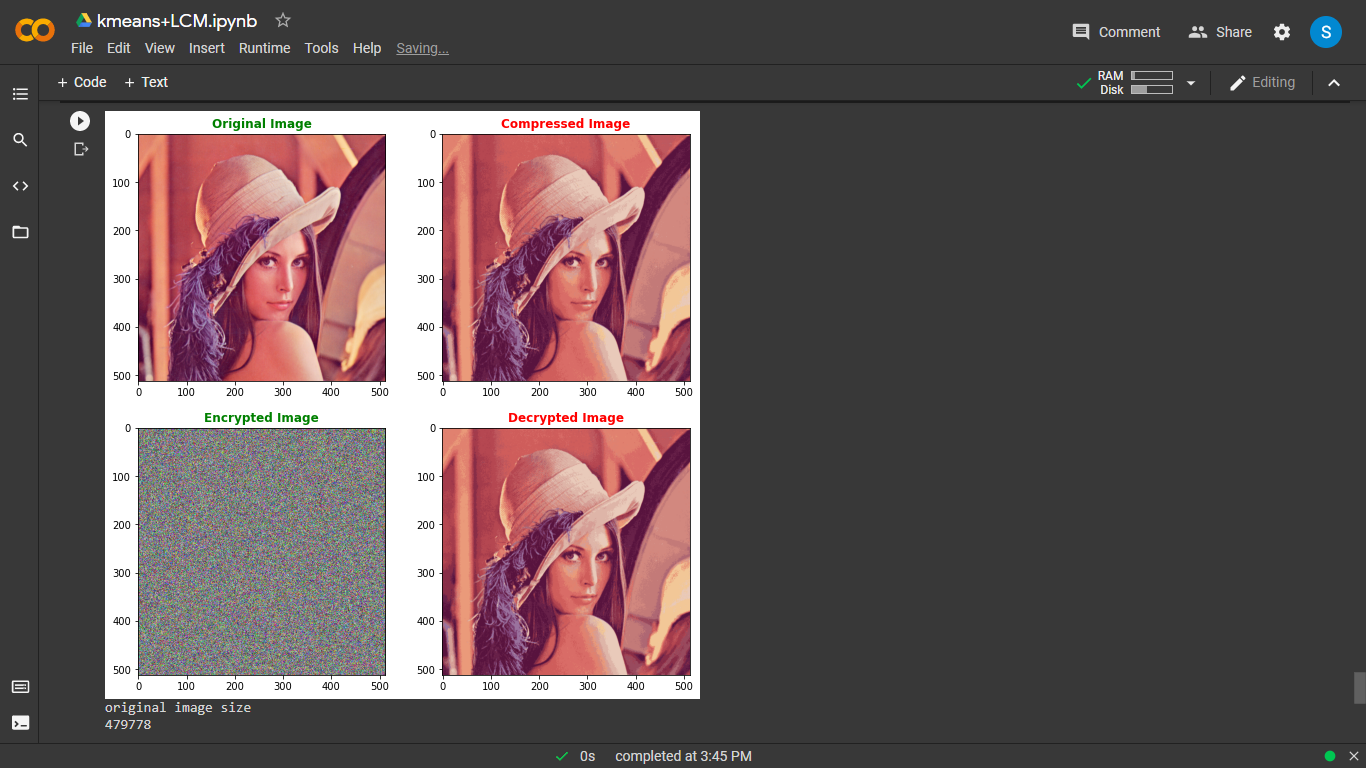 kmeans+LCM.ipynb
File Edit View Insert Runtime Tools Help Saving...
Comment Share S
+ Code + Text
RAM
Disk
Editing
Original Image
Compressed Image
0
100
200
300
400
500
0 100 200 300 400 500
0
100
200
300
400
500
0 100 200 300 400 500
Encrypted Image
Decrypted Image
0
100
200
300
400
500
0 100 200 300 400 500
0
100
200
300
400
500
0 100 200 300 400 500
original image size
479778
0s completed at 3:45 PM